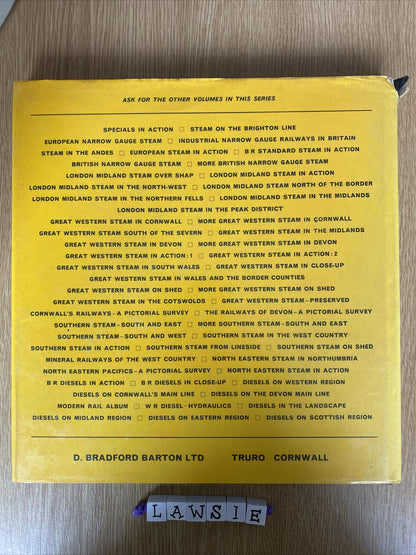 ASK FOR THE OTHER VOLUMES IN THIS SERIES
SPECIALS IN ACTION □ STEAM ON THE BRIGHTON LINE
EUROPEAN NARROW GAUGE STEAM □ INDUSTRIAL NARROW GAUGE RAILWAYS IN BRITAIN
STEAM IN THE ANDES □ EUROPEAN STEAM IN ACTION □ B R STANDARD STEAM IN ACTION
BRITISH NARROW GAUGE STEAM □ MORE BRITISH NARROW GAUGE STEAM
LONDON MIDLAND STEAM OVER SHAP □ LONDON MIDLAND STEAM IN ACTION
LONDON MIDLAND STEAM IN THE NORTH-WEST □ LONDON MIDLAND STEAM NORTH OF THE BORDER
LONDON MIDLAND STEAM IN THE NORTHERN FELLS □ LONDON MIDLAND STEAM IN THE MIDLANDS
LONDON MIDLAND STEAM IN THE PEAK DISTRICT
GREAT WESTERN STEAM IN CORNWALL □ MORE GREAT WESTERN STEAM IN CORNWALL
GREAT WESTERN STEAM SOUTH OF THE SEVERN □ GREAT WESTERN STEAM IN THE MIDLANDS
GREAT WESTERN STEAM IN DEVON □ MORE GREAT WESTERN STEAM IN DEVON
GREAT WESTERN STEAM IN ACTION:1 □ GREAT WESTERN STEAM IN ACTION:2
GREAT WESTERN STEAM IN SOUTH WALES □ GREAT WESTERN STEAM IN CLOSE-UP
GREAT WESTERN STEAM IN WALES AND THE BORDER COUNTIES
GREAT WESTERN STEAM ON SHED □ MORE GREAT WESTERN STEAM ON SHED
GREAT WESTERN STEAM IN THE COTSWOLDS □ GREAT WESTERN STEAM–PRESERVED
CORNWALL'S RAILWAYS–A PICTORIAL SURVEY □ THE RAILWAYS OF DEVON–A PICTORIAL SURVEY
SOUTHERN STEAM–SOUTH AND EAST □ MORE SOUTHERN STEAM–SOUTH AND EAST
SOUTHERN STEAM–SOUTH AND WEST □ SOUTHERN STEAM IN THE WEST COUNTRY
SOUTHERN STEAM IN ACTION □ SOUTHERN STEAM FROM LINESIDE □ SOUTHERN STEAM ON SHED
MINERAL RAILWAYS OF THE WEST COUNTRY □ NORTH EASTERN STEAM IN NORTHUMBRIA
NORTH EASTERN PACIFICS–A PICTORIAL SURVEY □ NORTH EASTERN STEAM IN ACTION
B R DIESELS IN ACTION □ B R DIESELS IN CLOSE-UP □ DIESELS ON WESTERN REGION
DIESELS ON CORNWALL'S MAIN LINE □ DIESELS ON THE DEVON MAIN LINE
MODERN RAIL ALBUM □ W R DIESEL–HYDRAULICS □ DIESELS IN THE LANDSCAPE
DIESELS ON MIDLAND REGION □ DIESELS ON EASTERN REGION □ DIESELS ON SCOTTISH REGION
D. BRADFORD BARTON LTD TRURO CORNWALL
LAWSIE